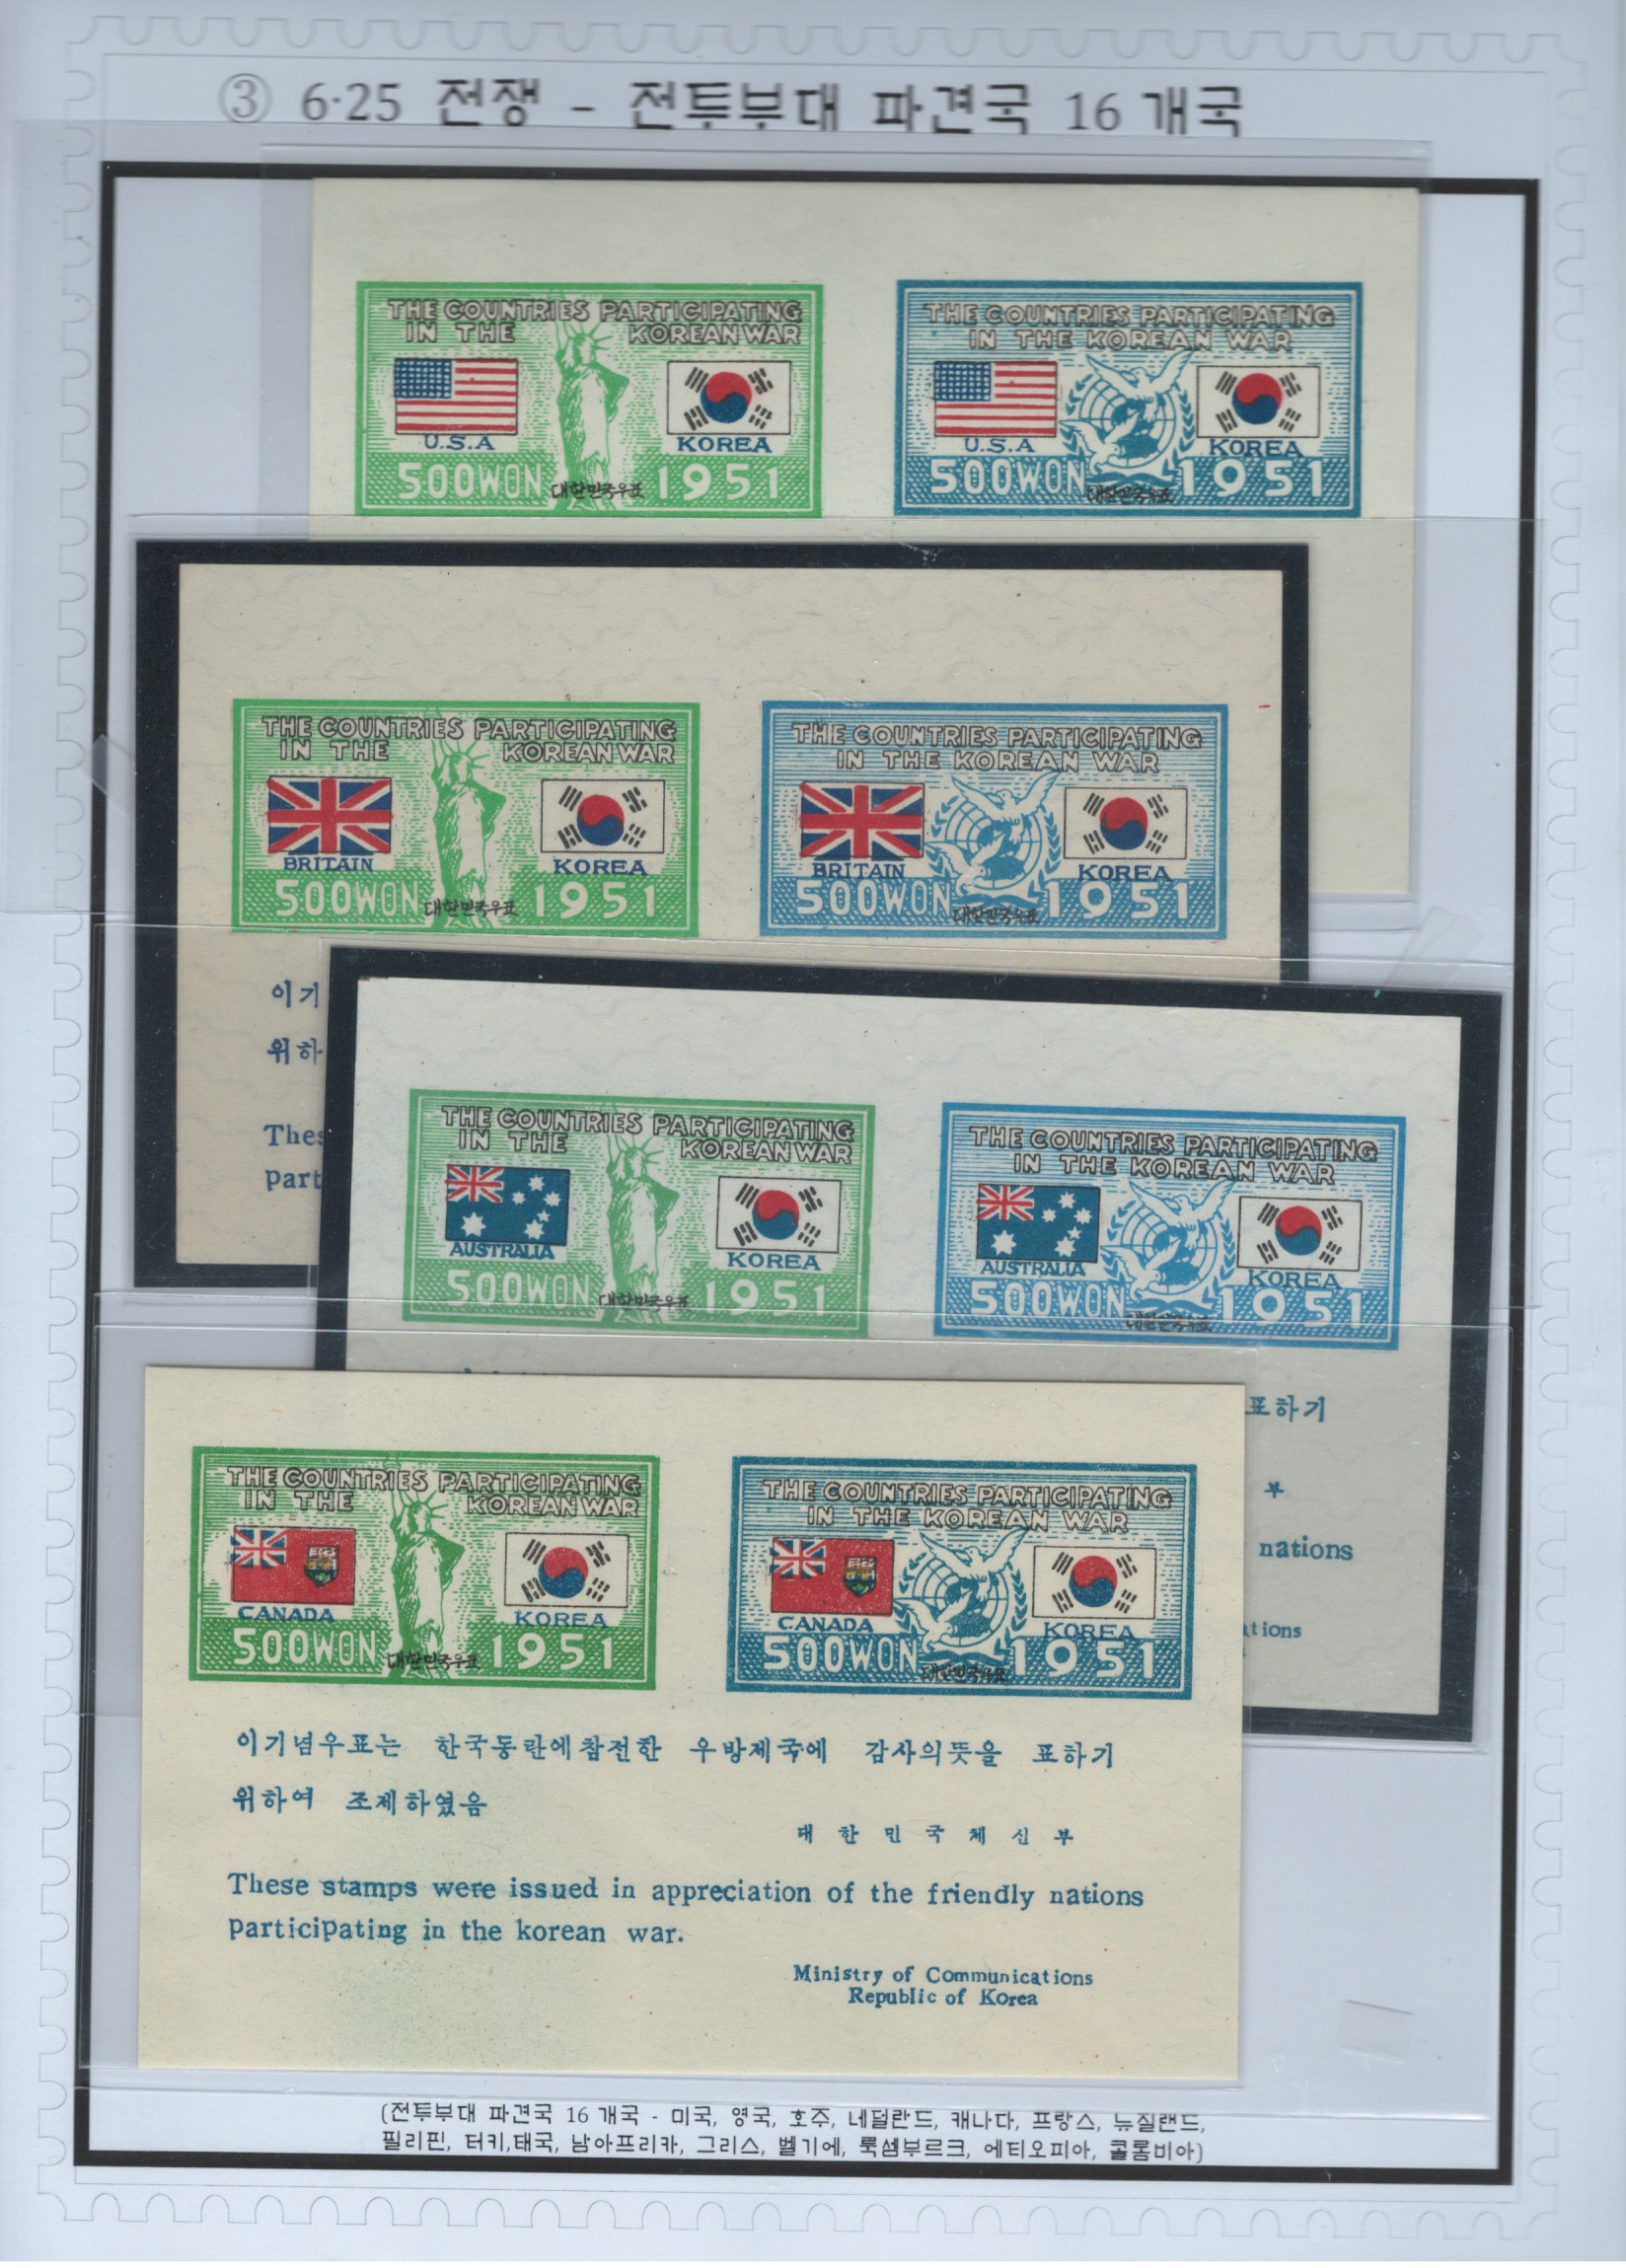 ③ 6·25 전쟁 - 전투부대 파견국 16 개국
THE COUNTRIES PARTICIPATING
IN THE KOREAN WAR
U.S.A
KOREA
500WON 대한민국우표 1951
THE COUNTRIES PARTICIPATING
IN THE KOREAN WAR
U.S.A
KOREA
500WON 대한민국우표 1951
THE COUNTRIES PARTICIPATING
IN THE KOREAN WAR
BRITAIN
KOREA
500WON 대한민국우표 1951
THE COUNTRIES PARTICIPATING
IN THE KOREAN WAR
BRITAIN
KOREA
500WON 대한민국우표 1951
이기
위하
Thes
part
THE COUNTRIES PARTICIPATING
IN THE KOREAN WAR
AUSTRALIA
KOREA
500WON 대한민국우표 1951
THE COUNTRIES PARTICIPATING
IN THE KOREAN WAR
AUSTRALIA
KOREA
500WON 대한민국우표 1951
표하기
부
nations
ations
THE COUNTRIES PARTICIPATING
IN THE KOREAN WAR
CANADA
KOREA
500WON 대한민국우표 1951
THE COUNTRIES PARTICIPATING
IN THE KOREAN WAR
CANADA
KOREA
500WON 대한민국우표 1951
이기념우표는 한국동란에참전한 우방제국에 감사의뜻을 표하기
위하여 조제하였음
대 한 민 국 체 신 부
These stamps were issued in appreciation of the friendly nations
participating in the korean war.
Ministry of Communications
Republic of Korea
(전투부대 파견국 16 개국 - 미국, 영국, 호주, 네덜란드, 캐나다, 프랑스, 뉴질랜드,
필리핀, 터키,태국, 남아프리카, 그리스, 벨기에, 룩셈부르크, 에티오피아, 콜롬비아)